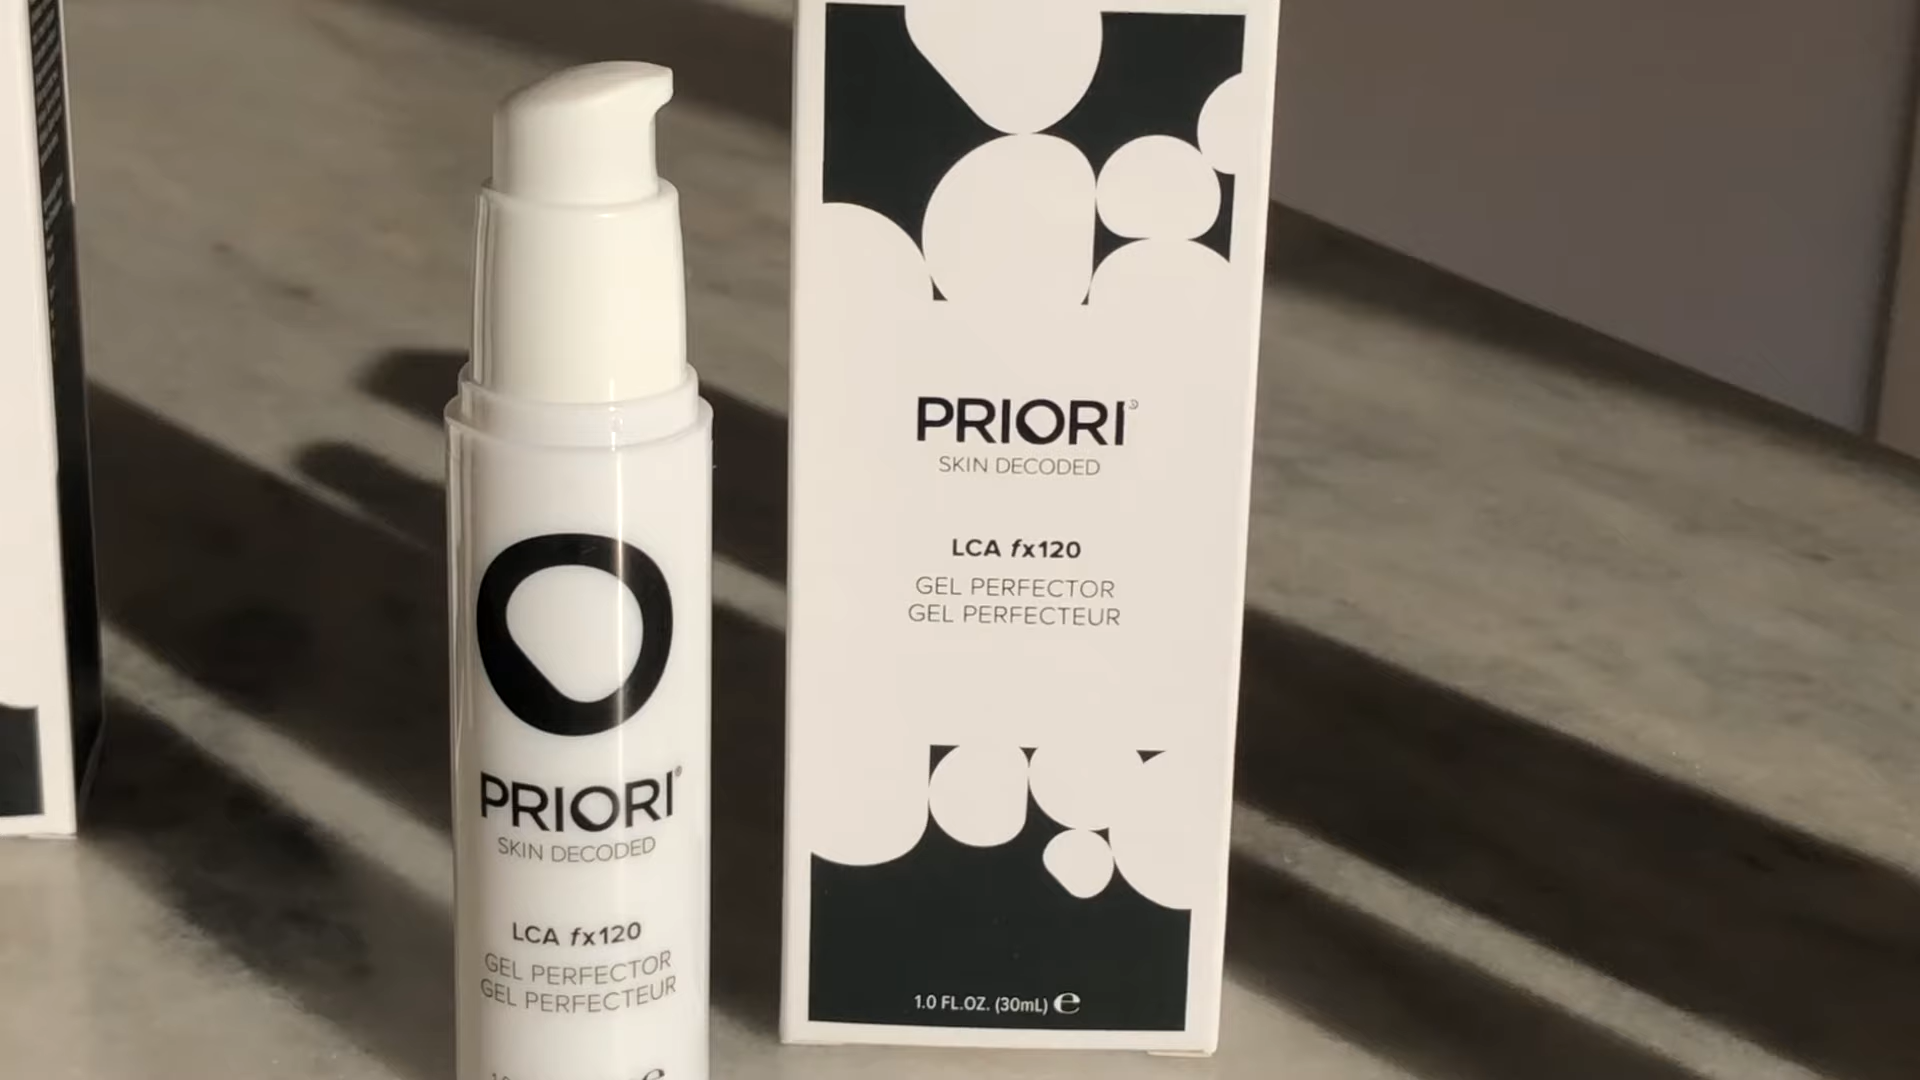 PRIORI®
SKIN DECODED
LCA fx120
GEL PERFECTOR
GEL PERFECTEUR
PRIORI
SKIN DECODED
LCA fx120
GEL PERFECTOR
GEL PERFECTEUR
1.0 FL.OZ. (30mL) ℮